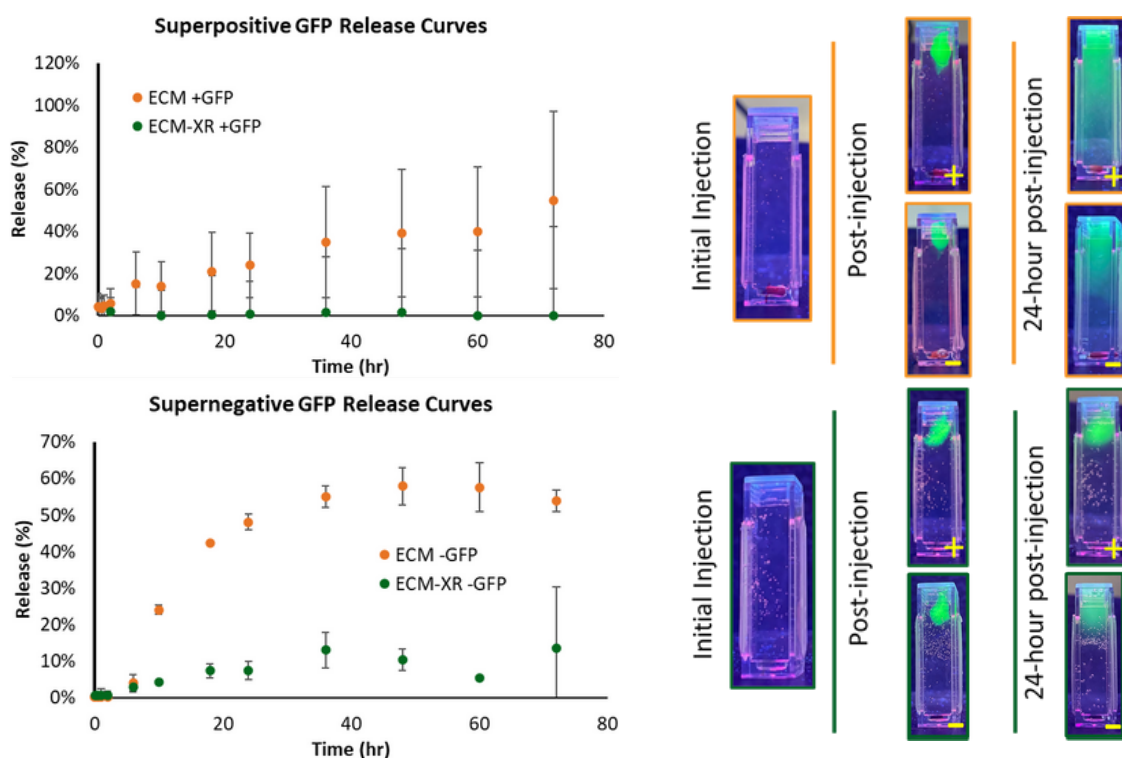 Superpositive GFP Release Curves
120%
100%
80%
60%
40%
20%
0%
Release (%)
ECM +GFP
ECM-XR +GFP
0
20
40
60
80
Time (hr)
Supernegative GFP Release Curves
70%
60%
50%
40%
30%
20%
10%
0%
Release (%)
ECM -GFP
ECM-XR -GFP
0
20
40
60
80
Time (hr)
Initial Injection
Post-injection
+
-
24-hour post-injection
+
-
Initial Injection
Post-injection
+
-
24-hour post-injection
+
-